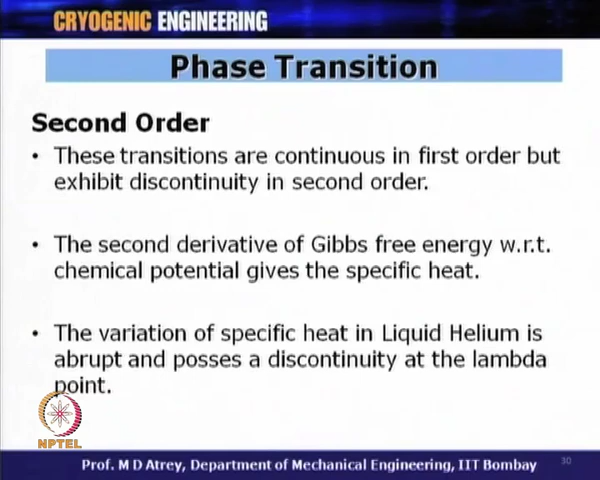 CRYOGENIC ENGINEERING
Phase Transition
Second Order
• These transitions are continuous in first order but
exhibit discontinuity in second order.
• The second derivative of Gibbs free energy w.r.t.
chemical potential gives the specific heat.
• The variation of specific heat in Liquid Helium is
abrupt and posses a discontinuity at the lambda
point.
NPTEL
Prof. M D Atrey, Department of Mechanical Engineering, IIT Bombay
30